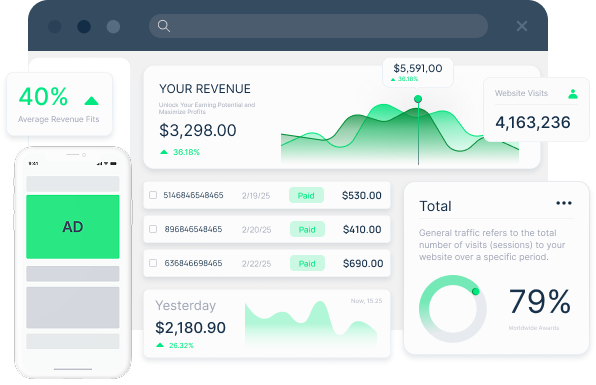 $5,591,00
36.18%
40%
Average Revenue Fits
YOUR REVENUE
Unlock Your Earning Potential and
Maximize Profits
$3,298.00
36.18%
Website Visits
4,163,236
9:41
AD
5146846548465 2/19/25 Paid $530.00
896846548465 2/20/25 Paid $410.00
636846698465 2/22/25 Paid $690.00
Yesterday
Now, 15:25
$2,180.90
26.32%
Total
General traffic refers to the total
number of visits (sessions) to your
website over a specific period.
79%
Worldwide Awards